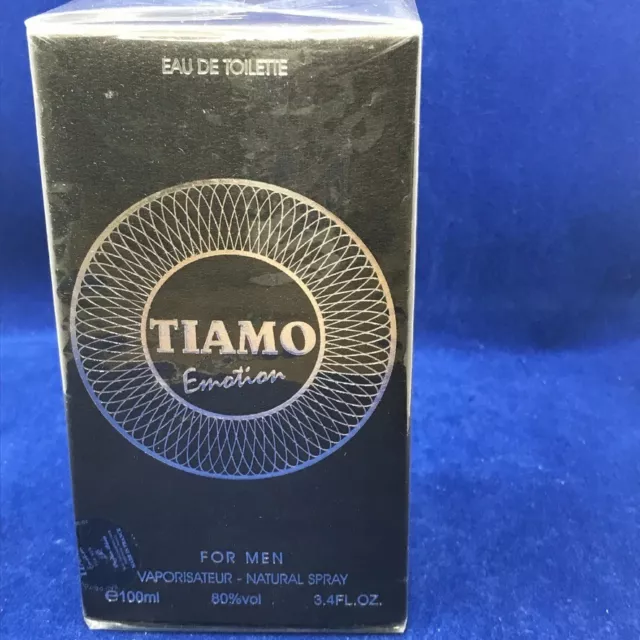 EAU DE TOILETTE
TIAMO
Emotion
FOR MEN
VAPORISATEUR - NATURAL SPRAY
℮100ml 80%vol 3.4FL.OZ.